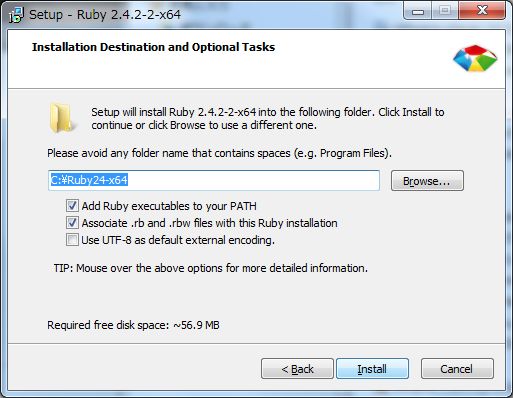 Setup - Ruby 2.4.2-2-x64
Installation Destination and Optional Tasks
Setup will install Ruby 2.4.2-2-x64 into the following folder. Click Install to
continue or click Browse to use a different one.
Please avoid any folder name that contains spaces (e.g. Program Files).
C:¥Ruby24-x64
Browse...
Add Ruby executables to your PATH
Associate .rb and .rbw files with this Ruby installation
Use UTF-8 as default external encoding.
TIP: Mouse over the above options for more detailed information.
Required free disk space: ~56.9 MB
< Back
Install
Cancel